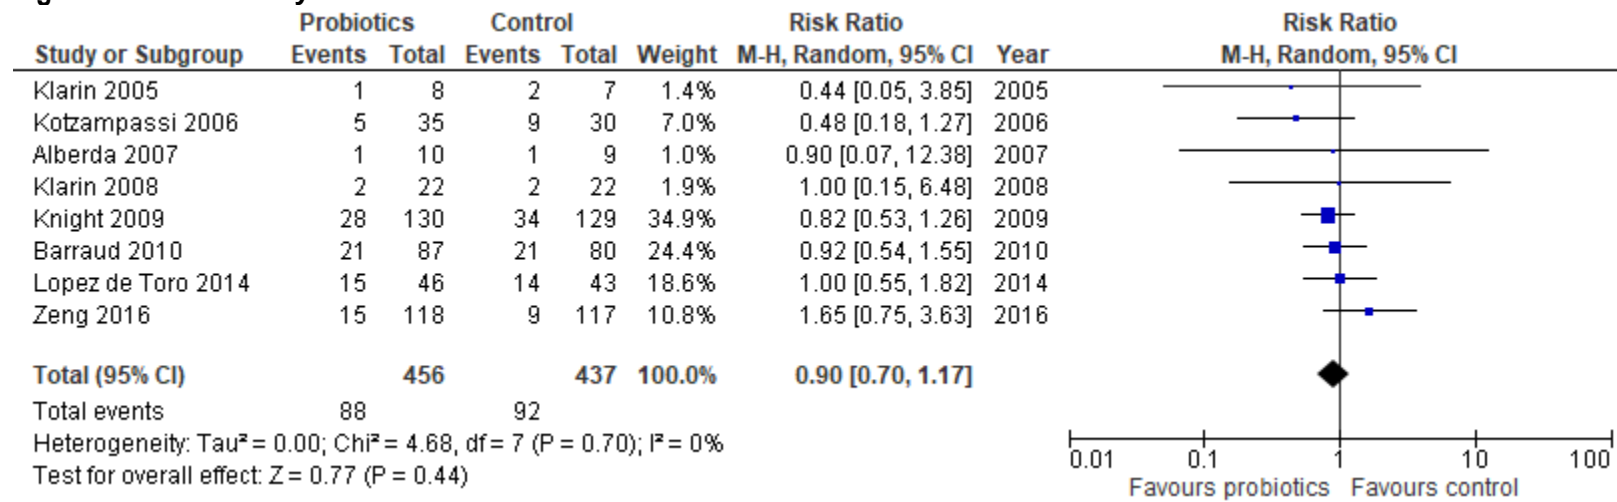 Probiotics Control Risk Ratio Risk Ratio
Study or Subgroup Events Total Events Total Weight M-H, Random, 95% CI Year M-H, Random, 95% CI
Klarin 2005 1 8 2 7 1.4% 0.44 [0.05, 3.85] 2005
Kotzampassi 2006 5 35 9 30 7.0% 0.48 [0.18, 1.27] 2006
Alberda 2007 1 10 1 9 1.0% 0.90 [0.07, 12.38] 2007
Klarin 2008 2 22 2 22 1.9% 1.00 [0.15, 6.48] 2008
Knight 2009 28 130 34 129 34.9% 0.82 [0.53, 1.26] 2009
Barraud 2010 21 87 21 80 24.4% 0.92 [0.54, 1.55] 2010
Lopez de Toro 2014 15 46 14 43 18.6% 1.00 [0.55, 1.82] 2014
Zeng 2016 15 118 9 117 10.8% 1.65 [0.75, 3.63] 2016
Total (95% CI) 456 437 100.0% 0.90 [0.70, 1.17]
Total events 88 92
Heterogeneity: Tau² = 0.00; Chi² = 4.68, df = 7 (P = 0.70); I² = 0%
Test for overall effect: Z = 0.77 (P = 0.44)
0.01 0.1 1 10 100
Favours probiotics Favours control